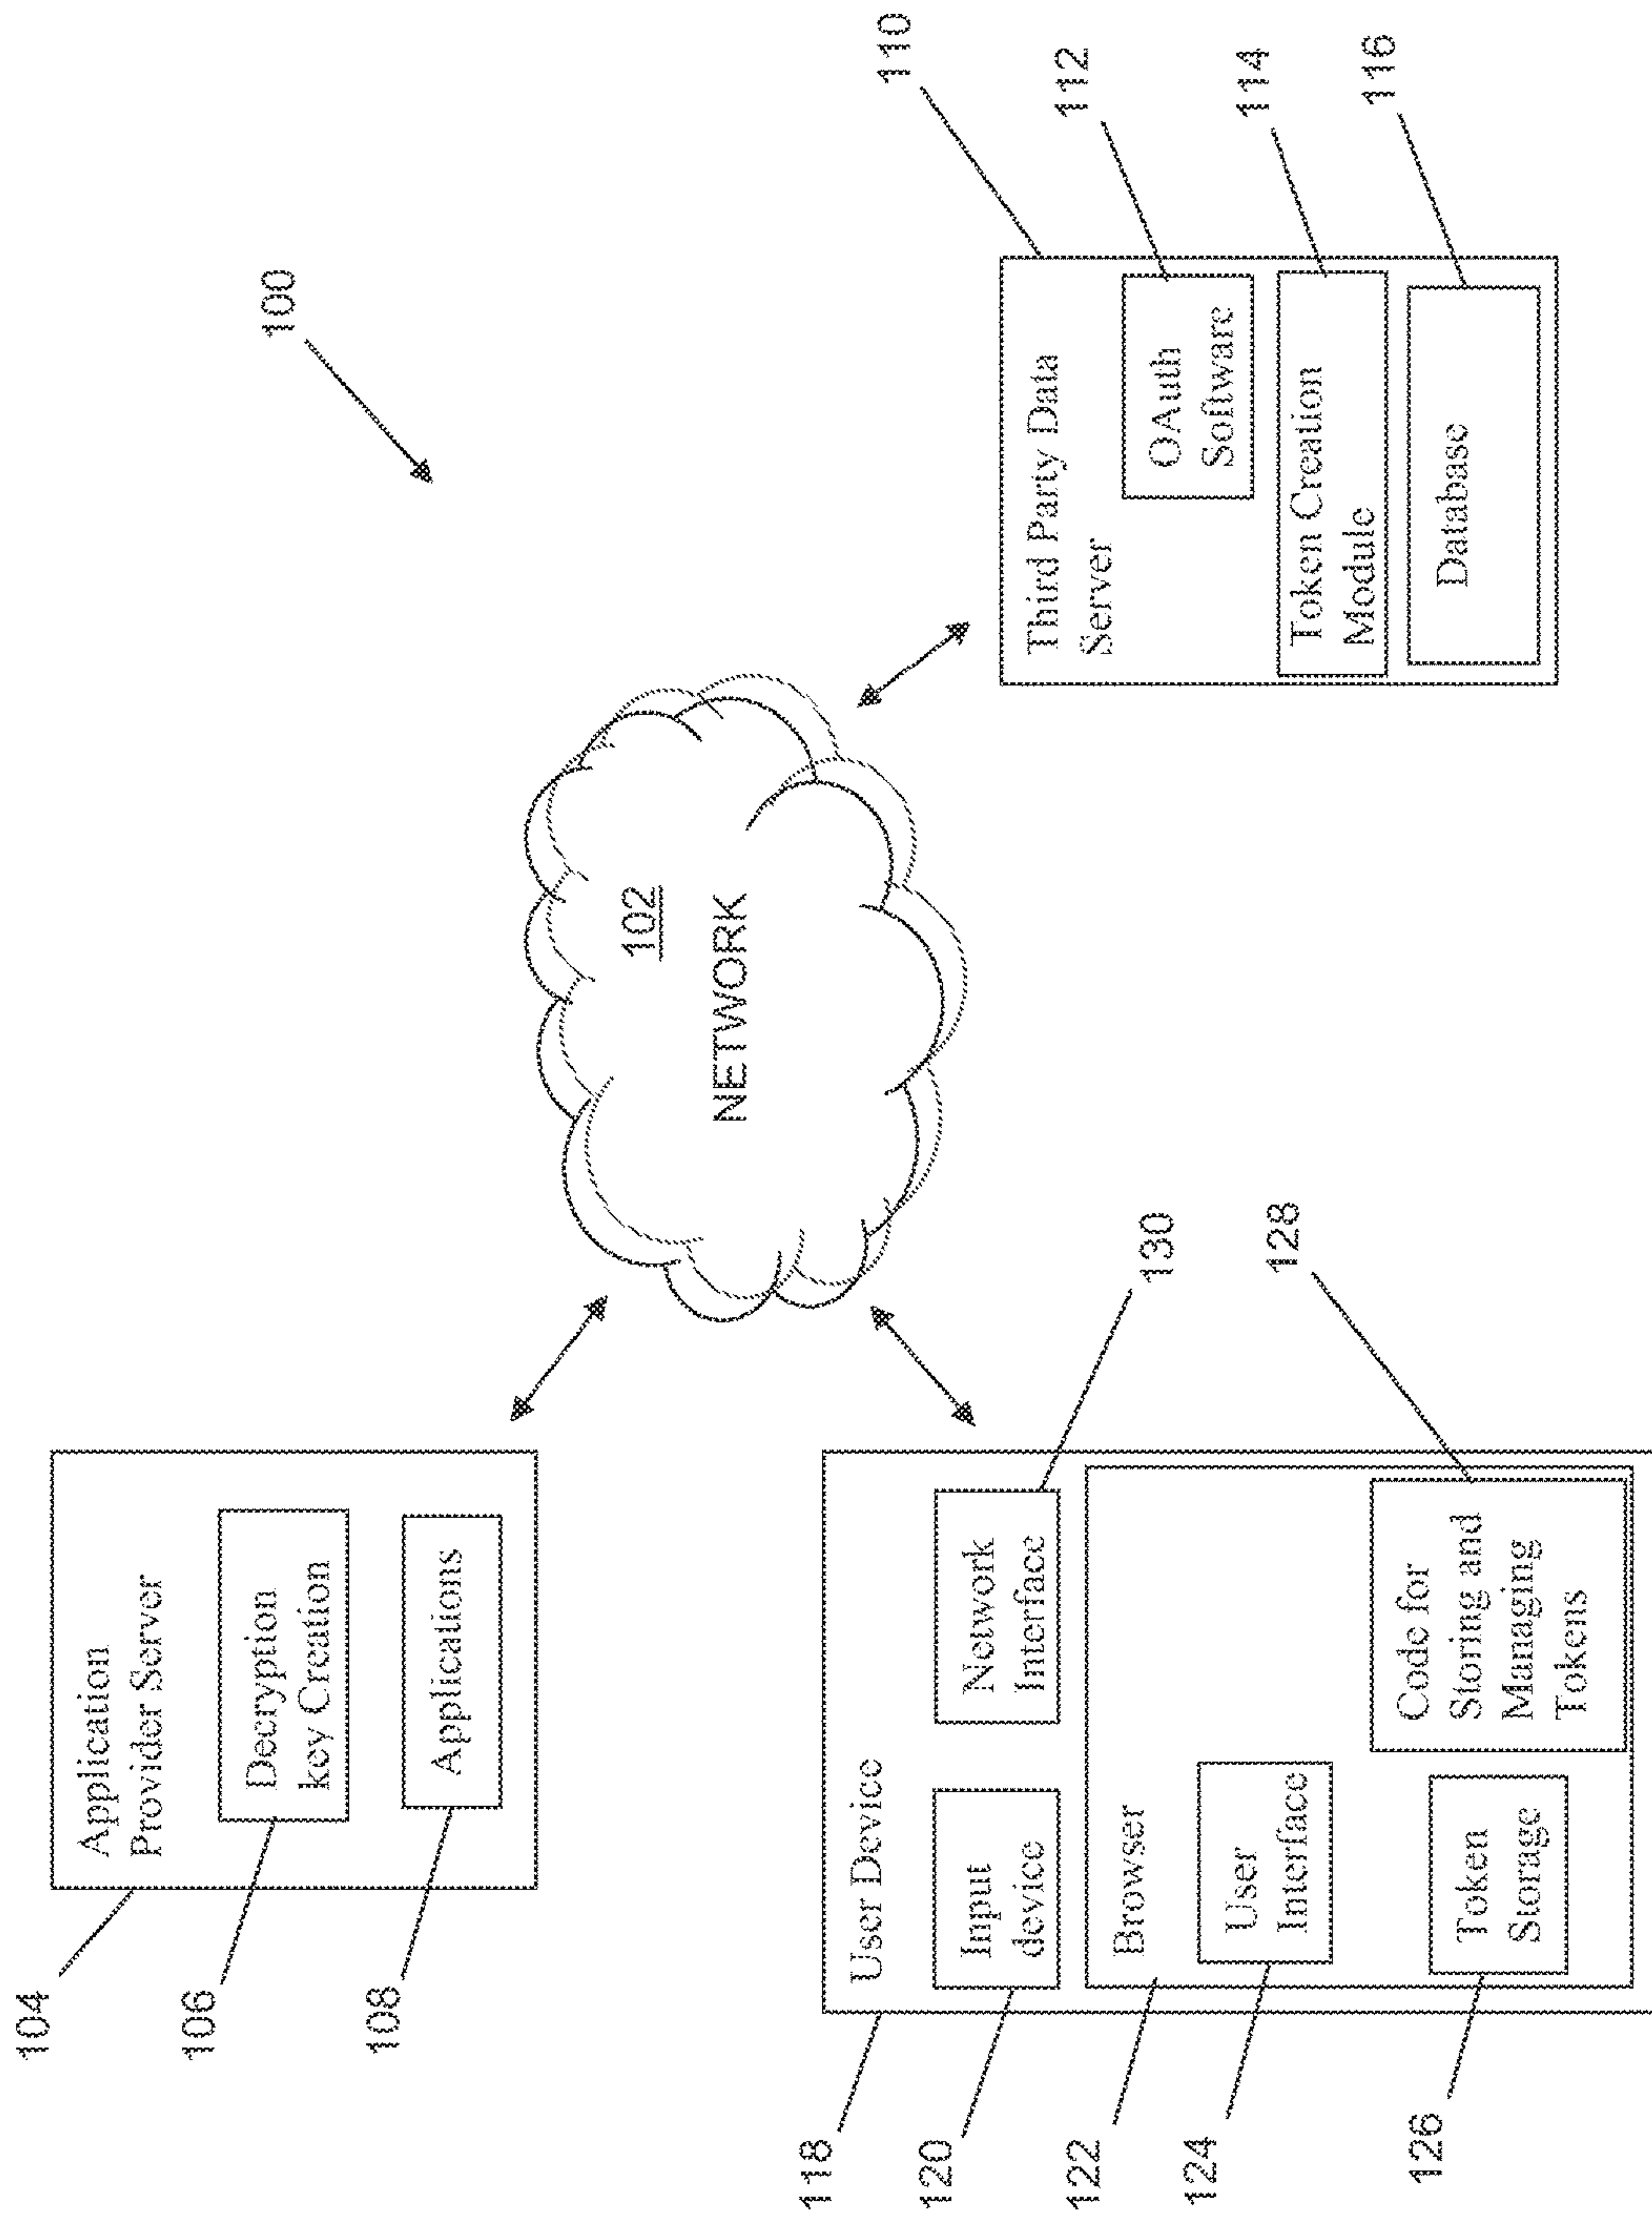 100
104
Application
Provider Server
106
Decryption
key Creation
108
Applications
102
NETWORK
118
User Device
120
Input
device
Network
Interface
130
122
Browser
124
User
Interface
126
Token
Storage
Code for
Storing and
Managing
Tokens
128
110
Third Party Data
Server
OAuth
Software
112
Token Creation
Module
114
Database
116